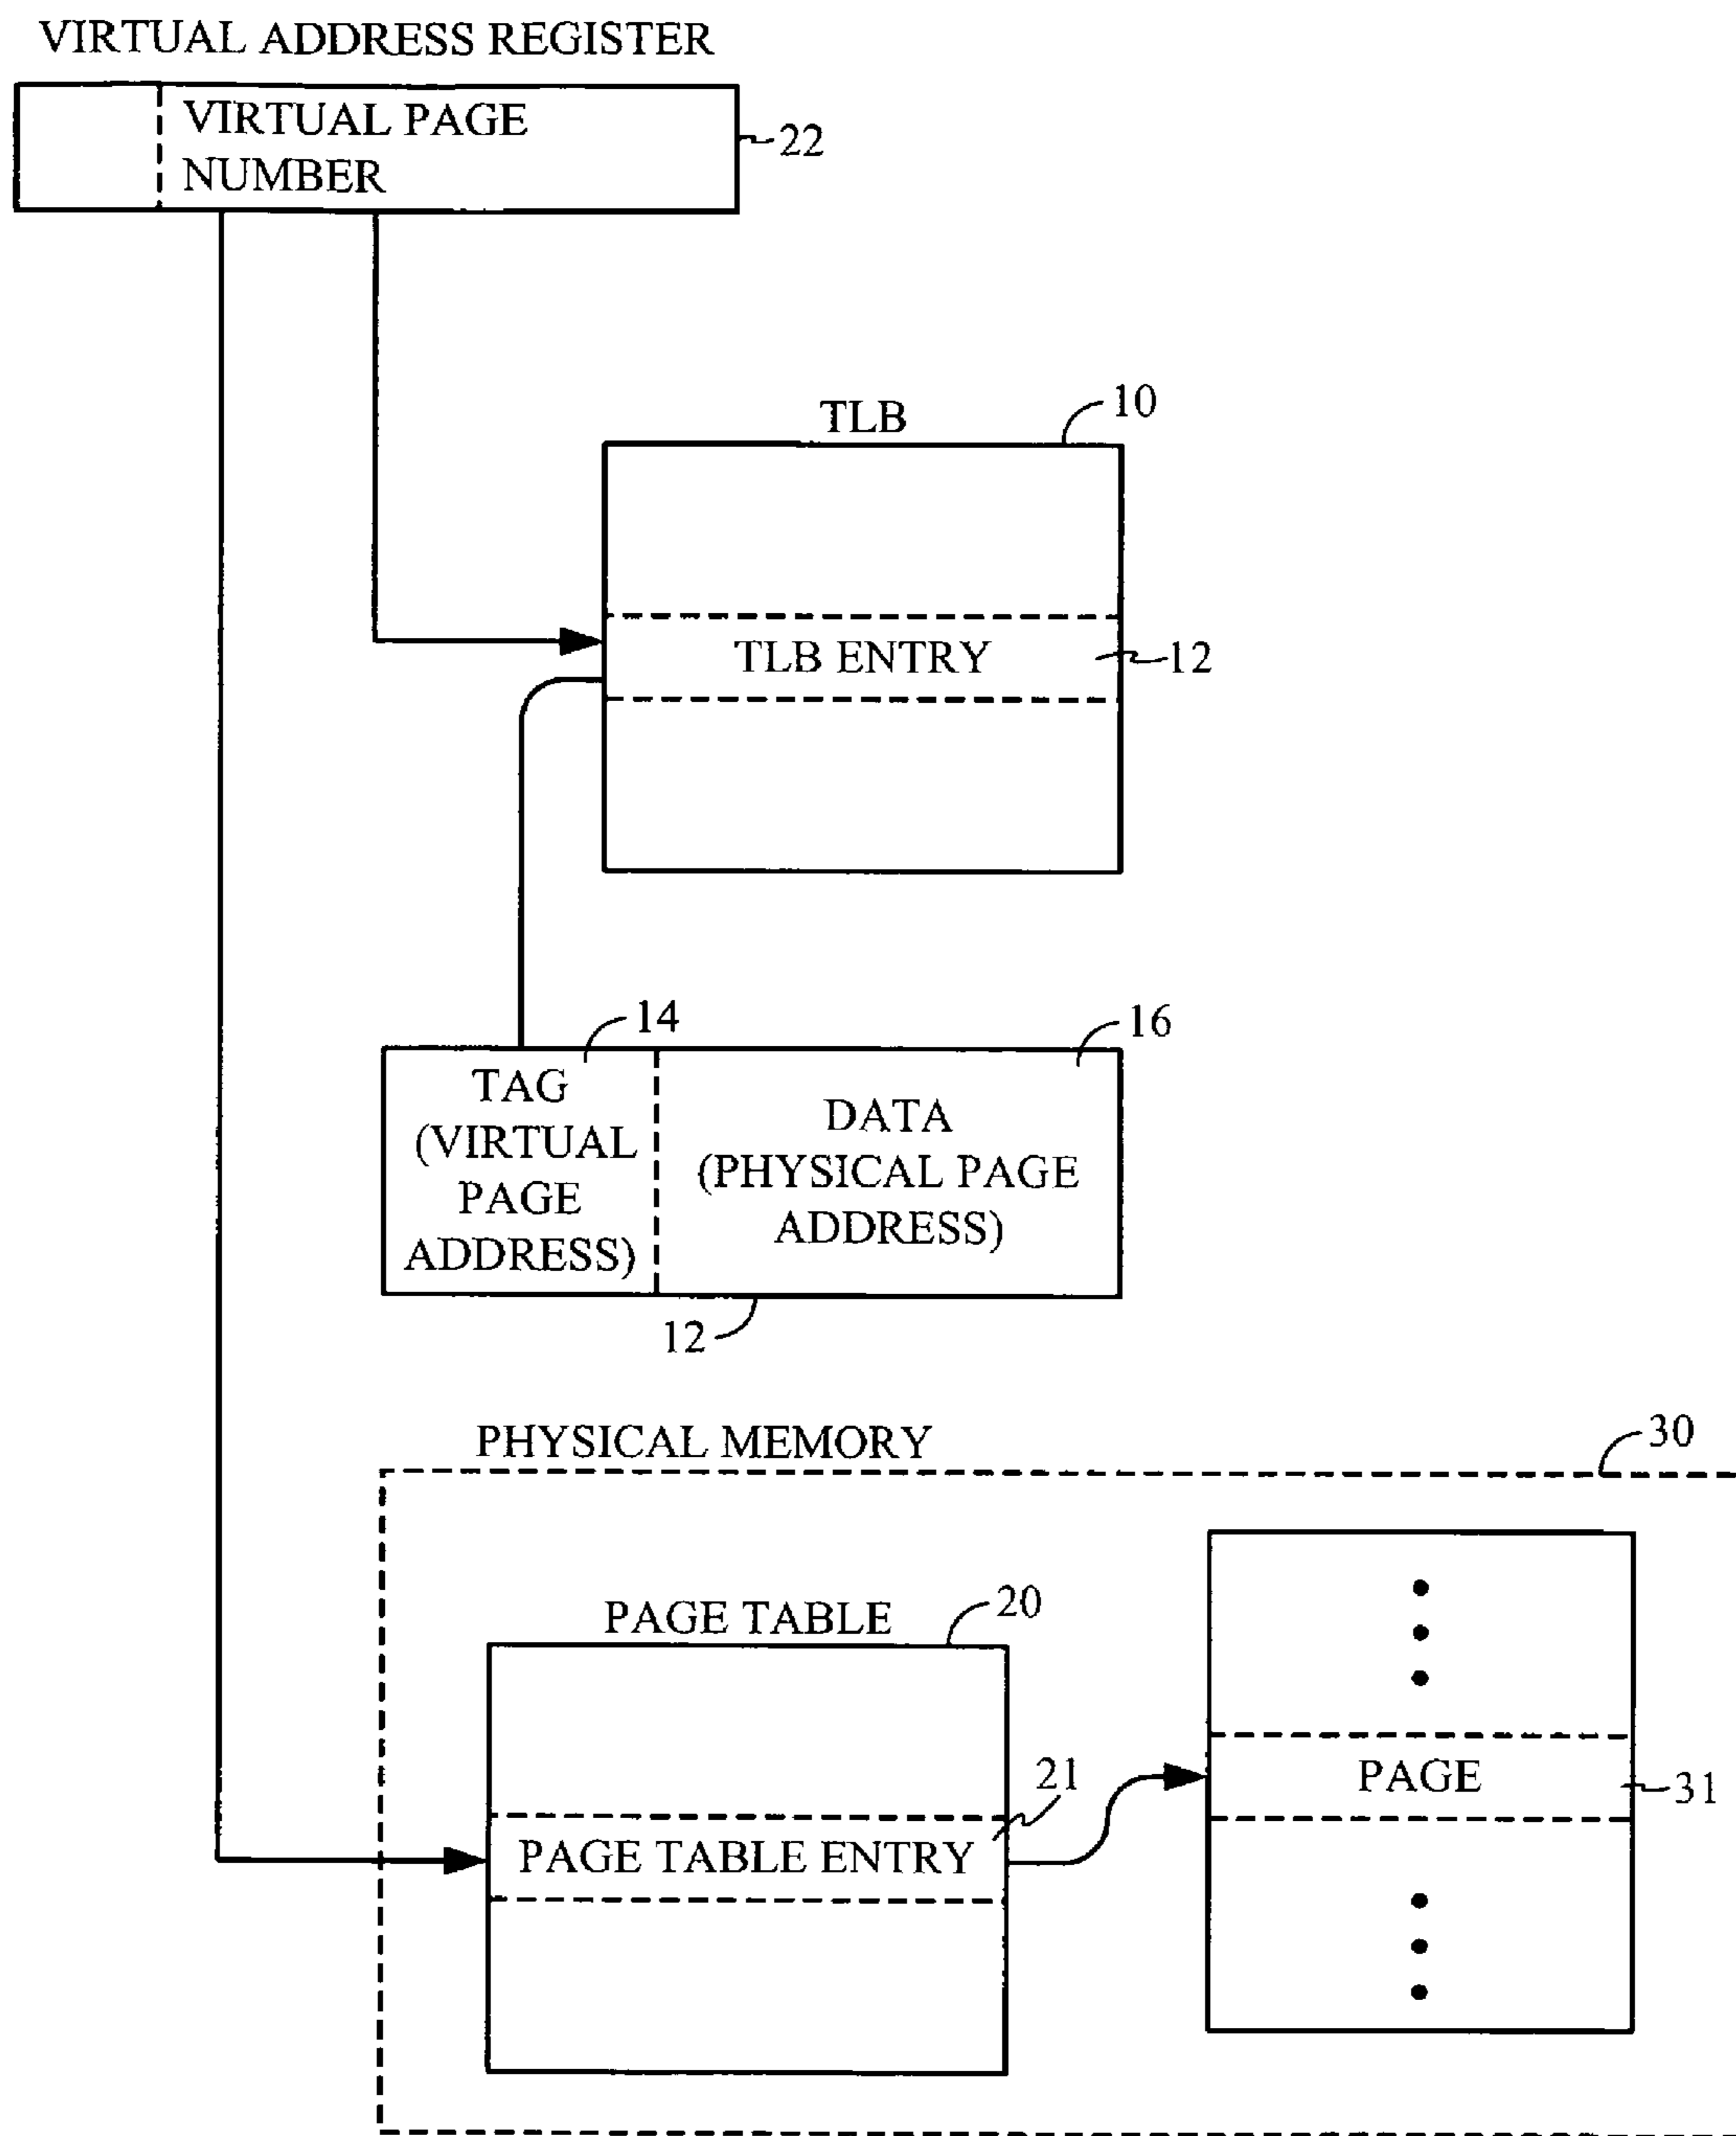 VIRTUAL ADDRESS REGISTER
VIRTUAL PAGE
NUMBER
22
TLB
10
TLB ENTRY
12
14
16
TAG
(VIRTUAL
PAGE
ADDRESS)
DATA
(PHYSICAL PAGE
ADDRESS)
12
PHYSICAL MEMORY
30
PAGE TABLE
20
21
PAGE TABLE ENTRY
PAGE
31